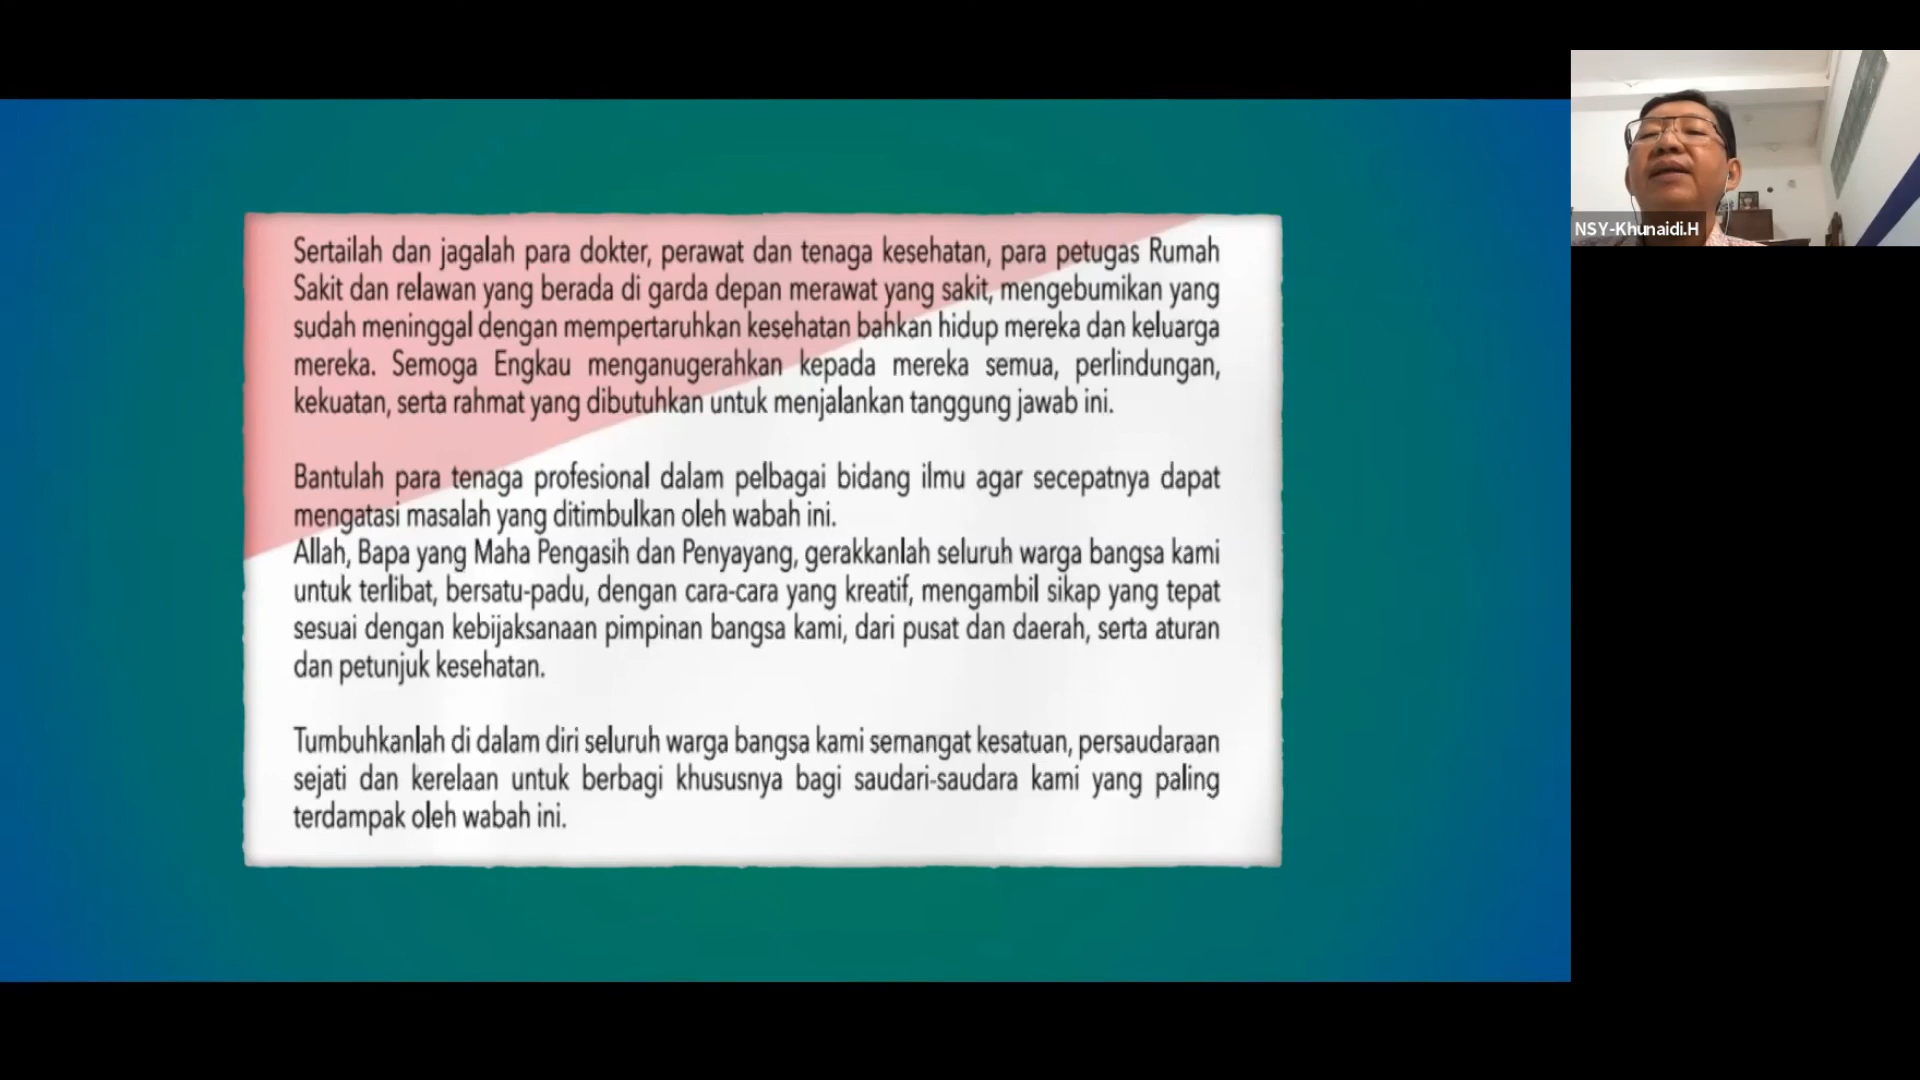 Sertailah dan jagalah para dokter, perawat dan tenaga kesehatan, para petugas Rumah
Sakit dan relawan yang berada di garda depan merawat yang sakit, mengebumikan yang
sudah meninggal dengan mempertaruhkan kesehatan bahkan hidup mereka dan keluarga
mereka. Semoga Engkau menganugerahkan kepada mereka semua, perlindungan,
kekuatan, serta rahmat yang dibutuhkan untuk menjalankan tanggung jawab ini.
Bantulah para tenaga profesional dalam pelbagai bidang ilmu agar secepatnya dapat
mengatasi masalah yang ditimbulkan oleh wabah ini.
Allah, Bapa yang Maha Pengasih dan Penyayang, gerakkanlah seluruh warga bangsa kami
untuk terlibat, bersatu-padu, dengan cara-cara yang kreatif, mengambil sikap yang tepat
sesuai dengan kebijaksanaan pimpinan bangsa kami, dari pusat dan daerah, serta aturan
dan petunjuk kesehatan.
Tumbuhkanlah di dalam diri seluruh warga bangsa kami semangat kesatuan, persaudaraan
sejati dan kerelaan untuk berbagi khususnya bagi saudari-saudara kami yang paling
terdampak oleh wabah ini.
NSY-Khunaidi.H